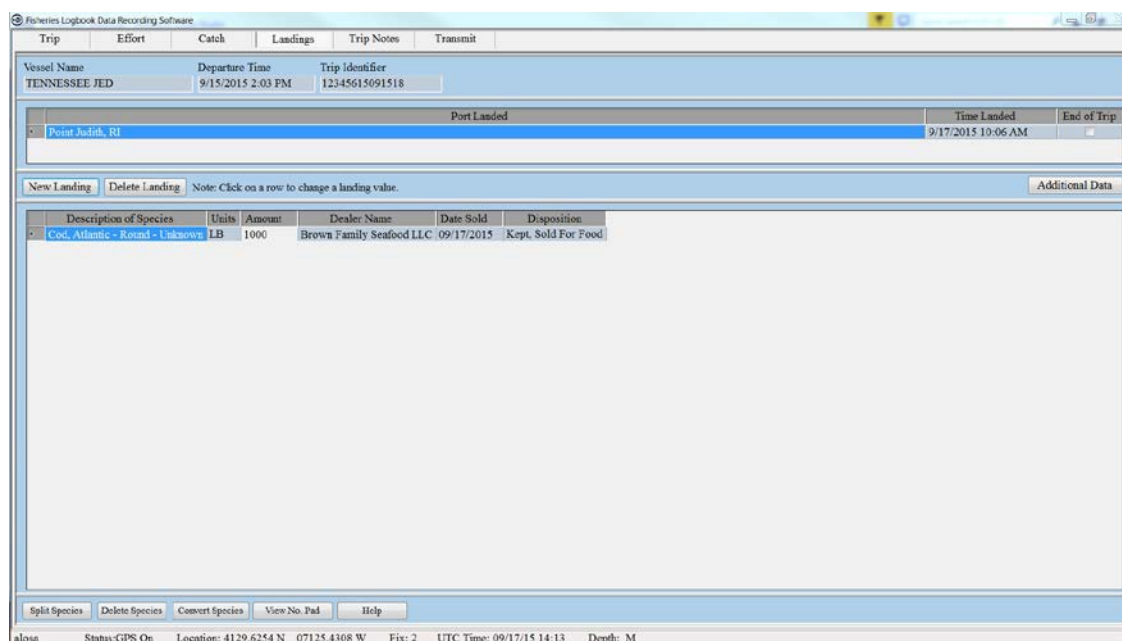 Fisheries Logbook Data Recording Software
Trip Effort Catch Landings Trip Notes Transmit
Vessel Name Departure Time Trip Identifier
TENNESSEE JED 9/15/2015 2:03 PM 12345615091518
Port Landed Time Landed End of Trip
Point Judith, RI 9/17/2015 10:06 AM
New Landing Delete Landing Note: Click on a row to change a landing value. Additional Data
Description of Species Units Amount Dealer Name Date Sold Disposition
Cod, Atlantic - Round - Unknown LB 1000 Brown Family Seafood LLC 09/17/2015 Kept, Sold For Food
Split Species Delete Species Convert Species View No. Pad Help
alosa Status:GPS On Location: 4129.6254 N 07125.4308 W Fix: 2 UTC Time: 09/17/15 14:13 Depth: M